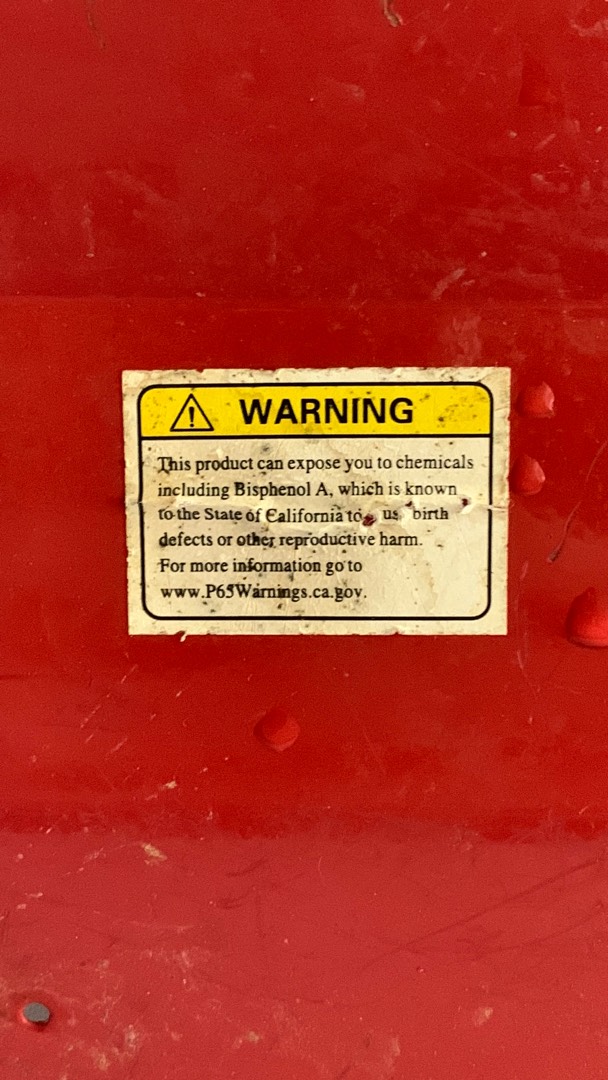 WARNING
This product can expose you to chemicals
including Bisphenol A, which is known
to the State of California to birth
defects or other reproductive harm.
For more information go to
www.P65Warnings.ca.gov.